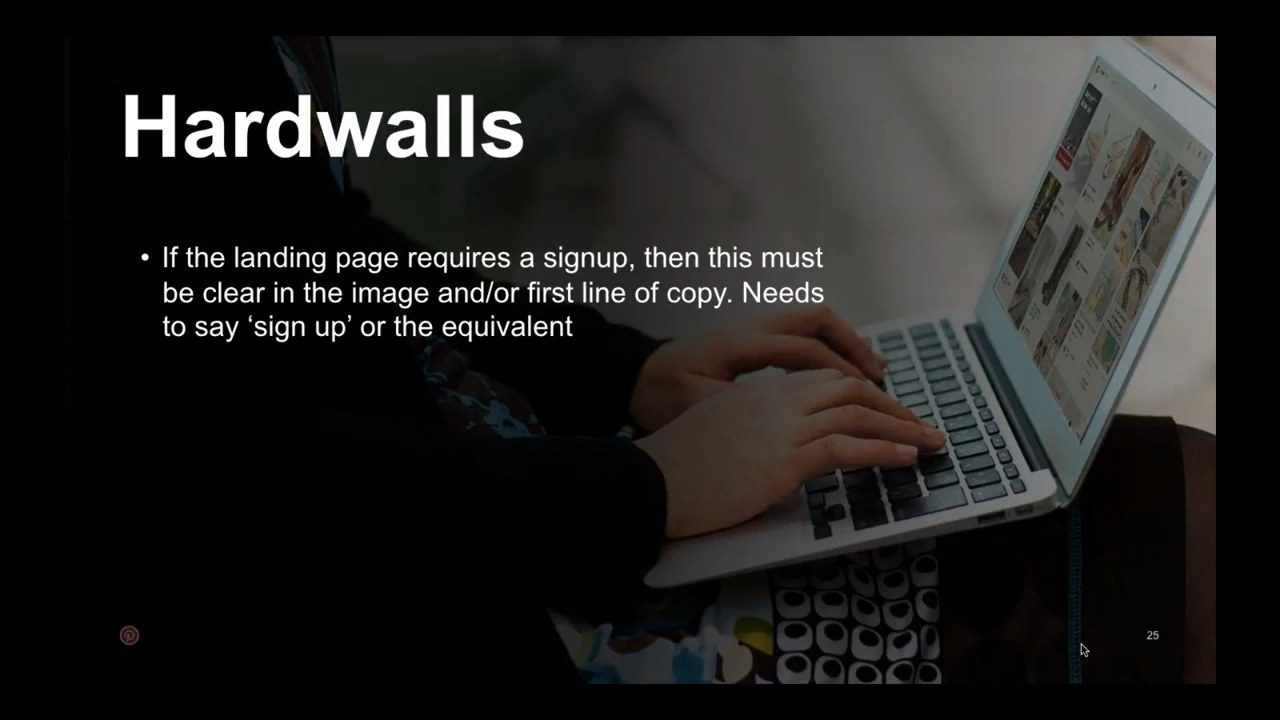 Hardwalls
• If the landing page requires a signup, then this must
be clear in the image and/or first line of copy. Needs
to say ‘sign up’ or the equivalent
25